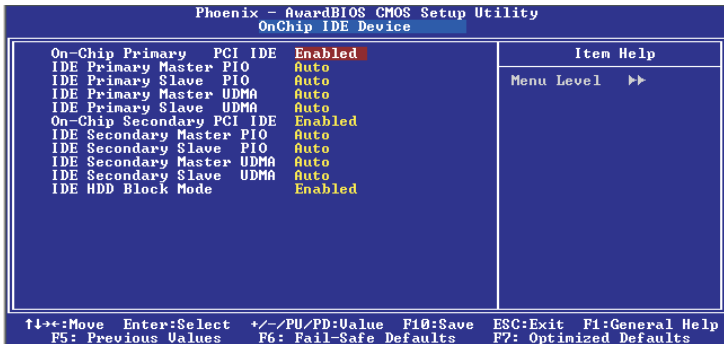 Phoenix - AwardBIOS CMOS Setup Utility
OnChip IDE Device
On-Chip Primary PCI IDE Enabled
IDE Primary Master PIO Auto
IDE Primary Slave PIO Auto
IDE Primary Master UDMA Auto
IDE Primary Slave UDMA Auto
On-Chip Secondary PCI IDE Enabled
IDE Secondary Master PIO Auto
IDE Secondary Slave PIO Auto
IDE Secondary Master UDMA Auto
IDE Secondary Slave UDMA Auto
IDE HDD Block Mode Enabled
Item Help
Menu Level ▶▶
↑↓→←:Move Enter:Select +/-/PU/PD:Value F10:Save ESC:Exit F1:General Help
F5: Previous Values F6: Fail-Safe Defaults F7: Optimized Defaults